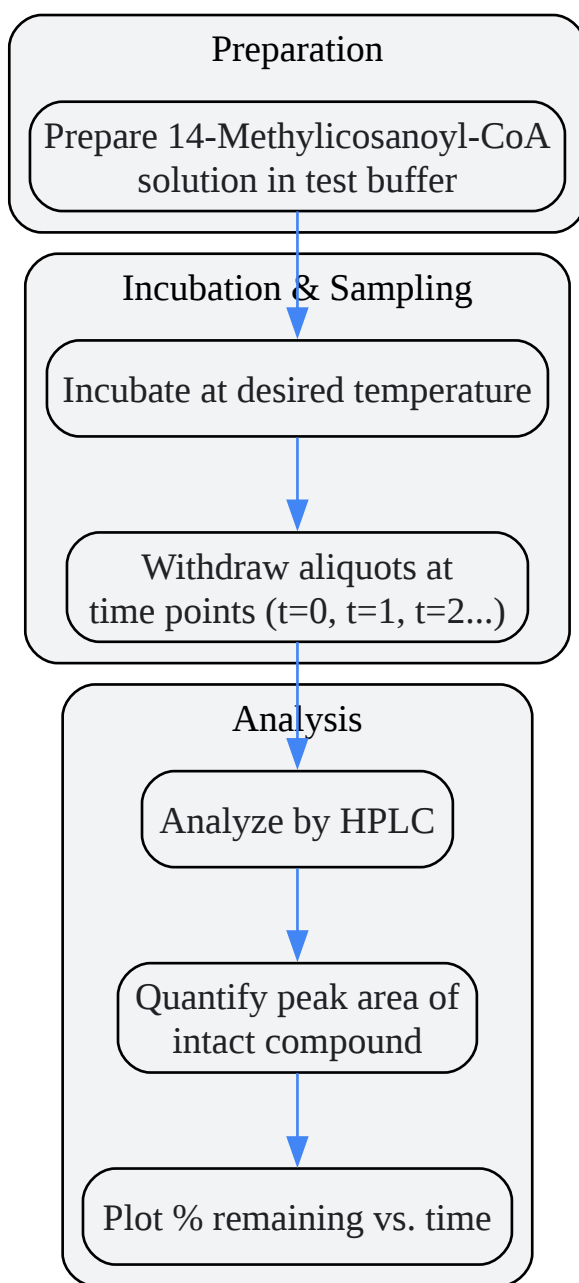 Preparation
Prepare 14-Methylicosanoyl-CoA
solution in test buffer
Incubation & Sampling
Incubate at desired temperature
Withdraw aliquots at
time points (t=0, t=1, t=2...)
Analysis
Analyze by HPLC
Quantify peak area of
intact compound
Plot % remaining vs. time